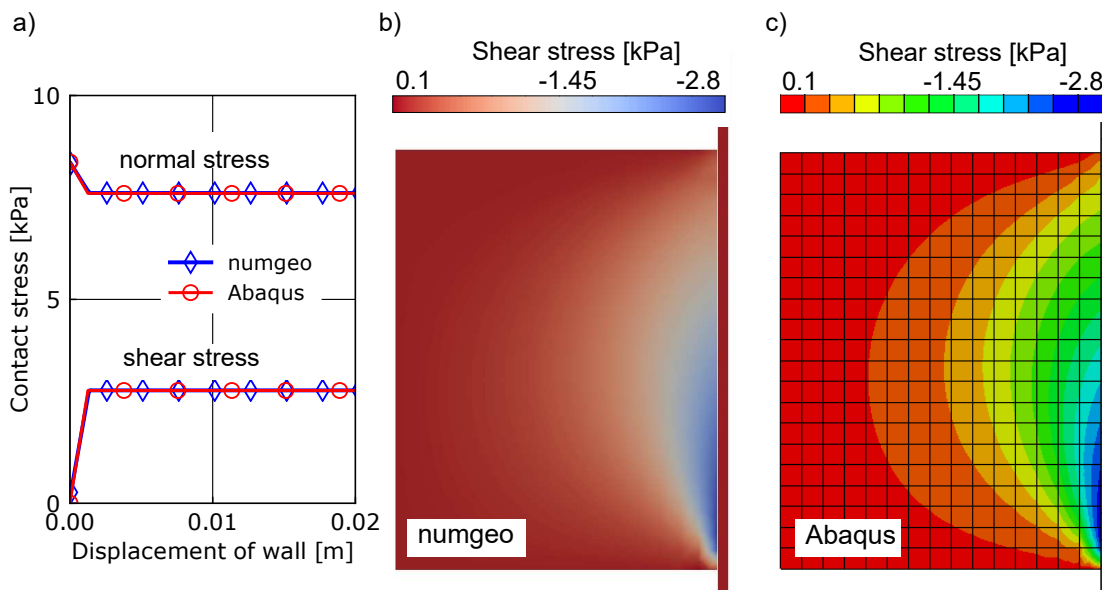 a)
b)
c)
Shear stress [kPa]
0.1 -1.45 -2.8
Shear stress [kPa]
0.1 -1.45 -2.8
10
5
0
Contact stress [kPa]
normal stress
numgeo
Abaqus
shear stress
0.00 0.01 0.02
Displacement of wall [m]
numgeo
Abaqus